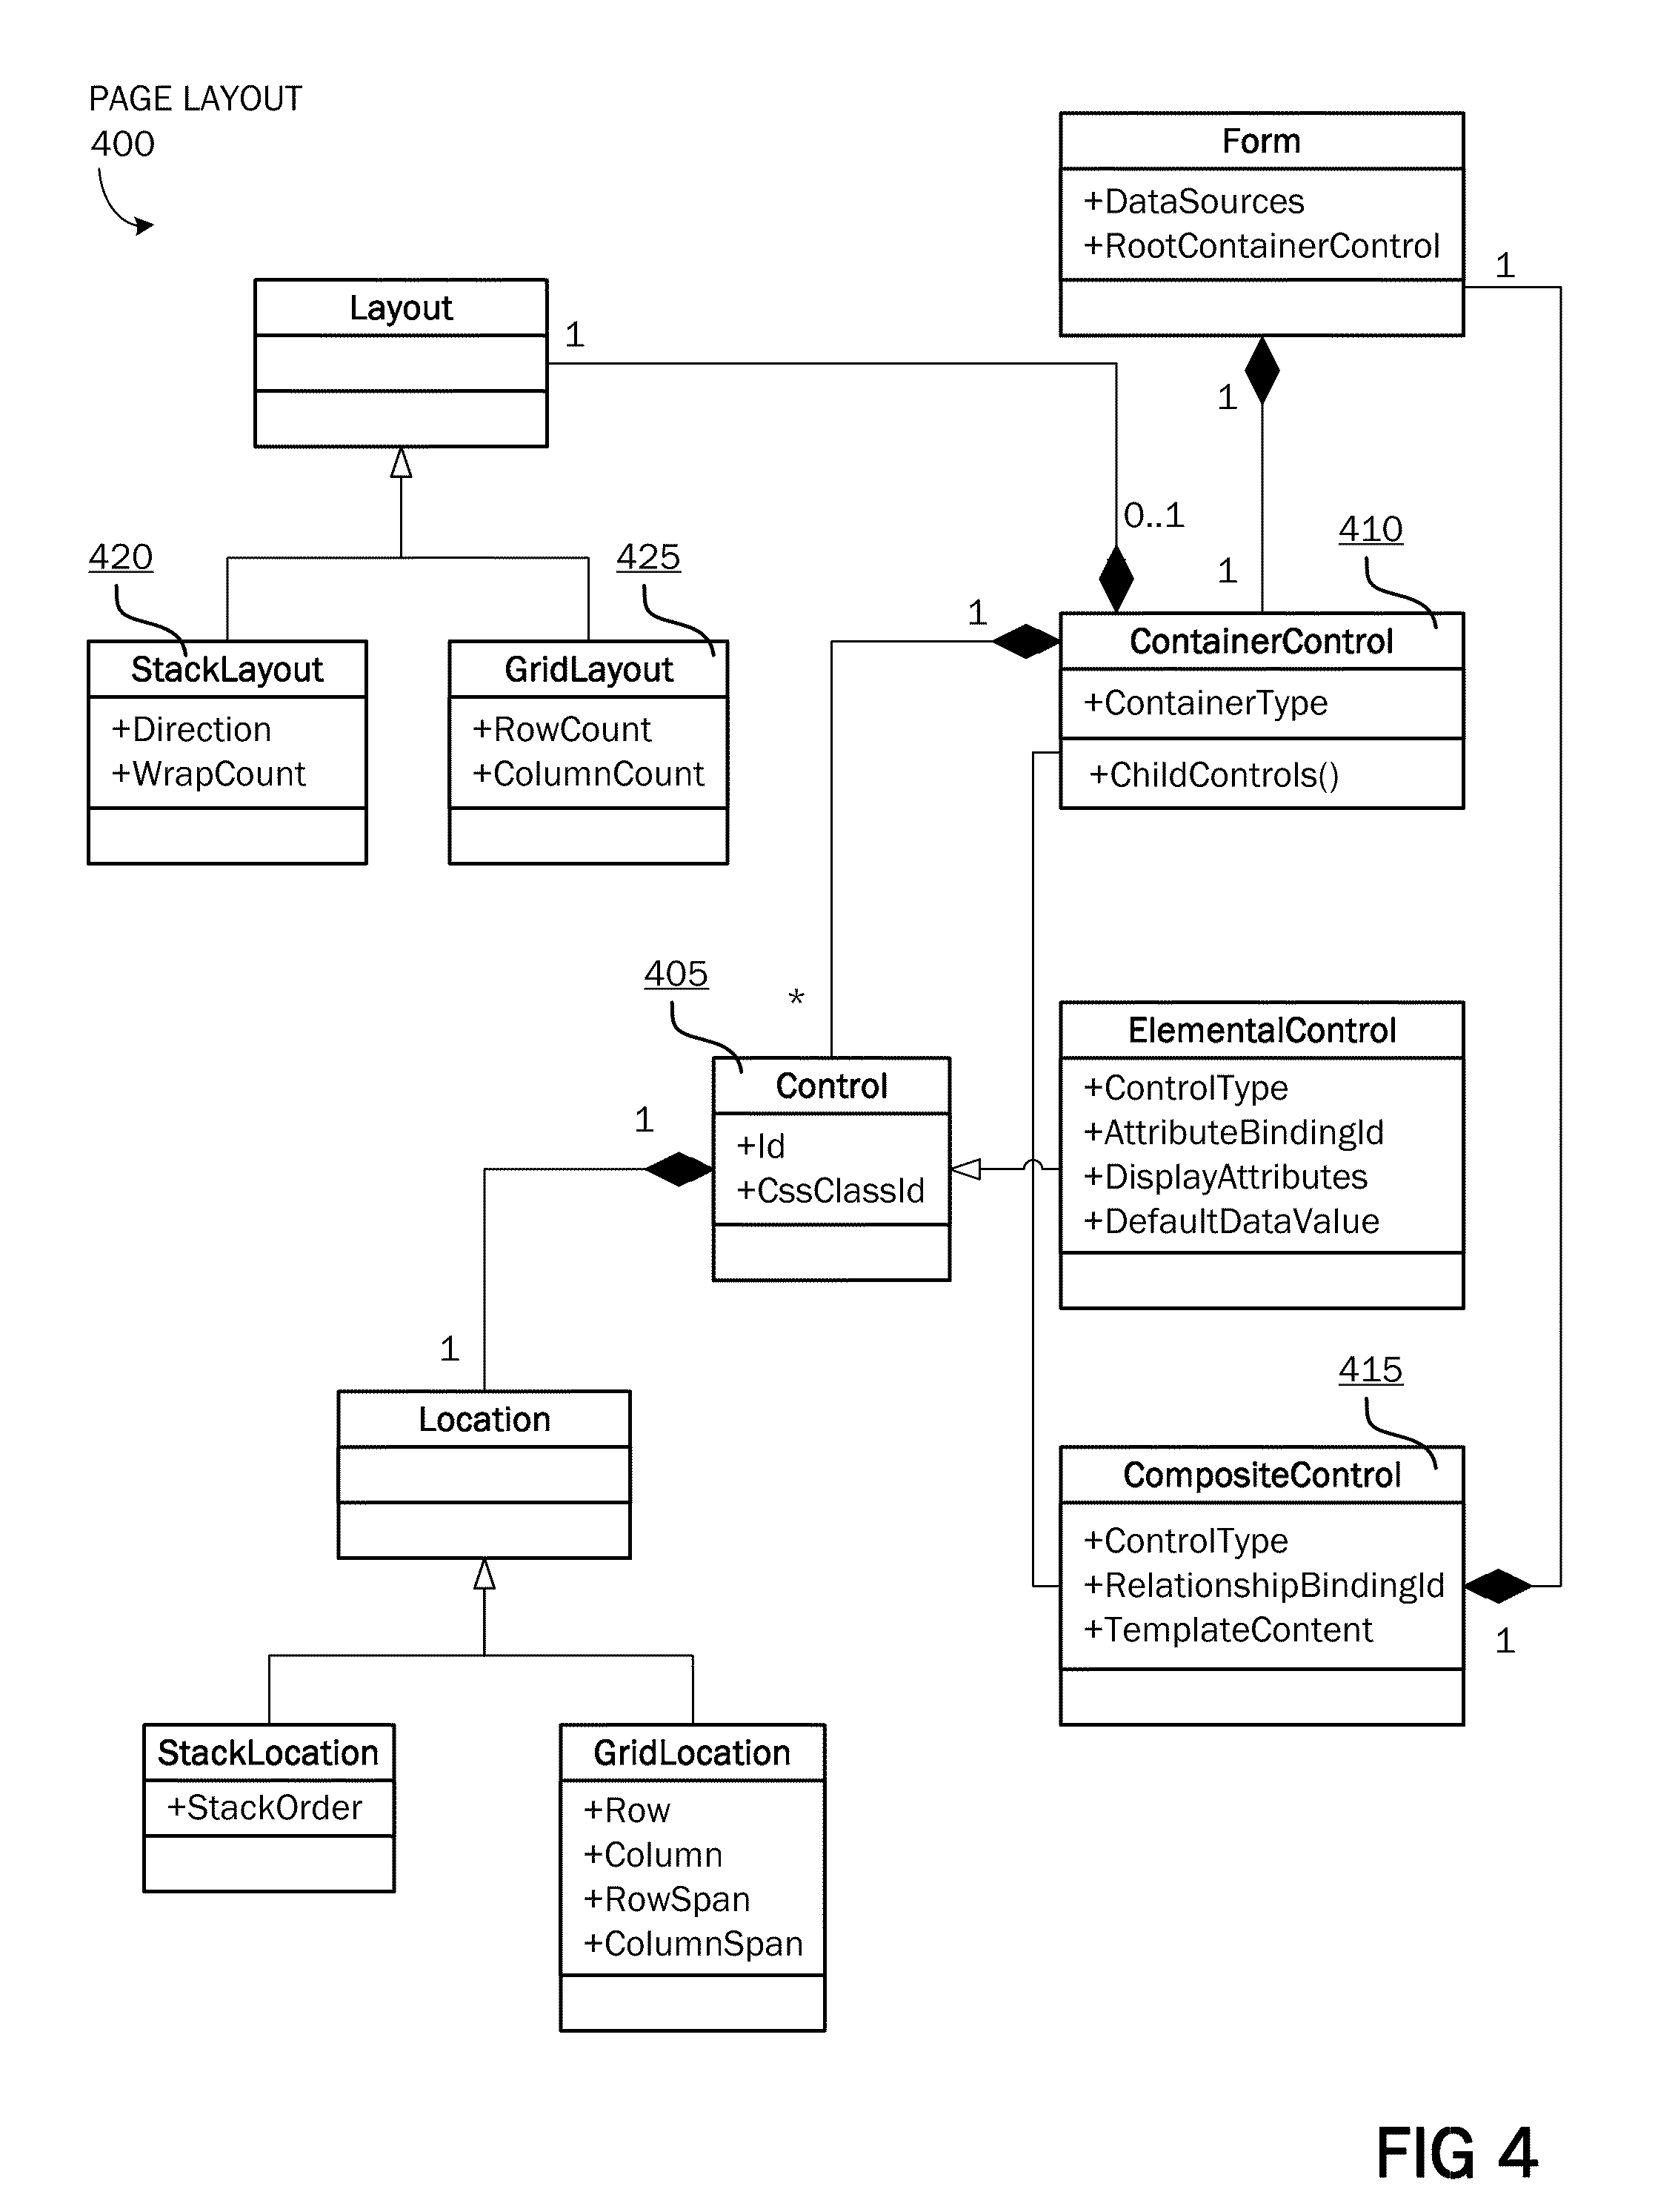 PAGE LAYOUT
400
Form
+DataSources
+RootContainerControl
1
Layout
1
1
0..1
1
410
420
425
1
ContainerControl
+ContainerType
+ChildControls()
StackLayout
+Direction
+WrapCount
GridLayout
+RowCount
+ColumnCount
405
*
Control
+Id
+CssClassId
1
ElementalControl
+ControlType
+AttributeBindingId
+DisplayAttributes
+DefaultDataValue
1
Location
415
CompositeControl
+ControlType
+RelationshipBindingId
+TemplateContent
1
StackLocation
+StackOrder
GridLocation
+Row
+Column
+RowSpan
+ColumnSpan
FIG 4